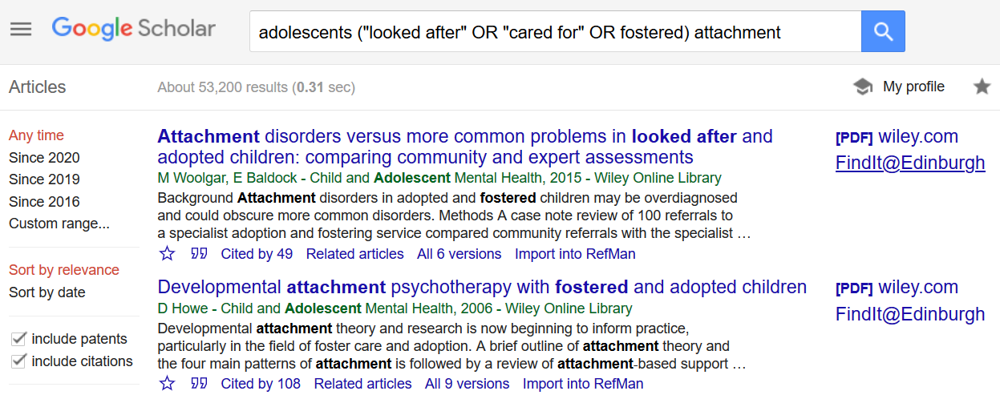 Google Scholar
adolescents ("looked after" OR "cared for" OR fostered) attachment
Articles
About 53,200 results (0.31 sec)
My profile
Any time
Since 2020
Since 2019
Since 2016
Custom range...
Sort by relevance
Sort by date
include patents
include citations
Attachment disorders versus more common problems in looked after and
adopted children: comparing community and expert assessments
M Woolgar, E Baldock - Child and Adolescent Mental Health, 2015 - Wiley Online Library
Background Attachment disorders in adopted and fostered children may be overdiagnosed
and could obscure more common disorders. Methods A case note review of 100 referrals to
a specialist adoption and fostering service compared community referrals with the specialist …
Cited by 49 Related articles All 6 versions Import into RefMan
[PDF] wiley.com
FindIt@Edinburgh
Developmental attachment psychotherapy with fostered and adopted children
D Howe - Child and Adolescent Mental Health, 2006 - Wiley Online Library
Developmental attachment theory and research is now beginning to inform practice,
particularly in the field of foster care and adoption. A brief outline of attachment theory and
the four main patterns of attachment is followed by a review of attachment-based support …
Cited by 108 Related articles All 9 versions Import into RefMan
[PDF] wiley.com
FindIt@Edinburgh